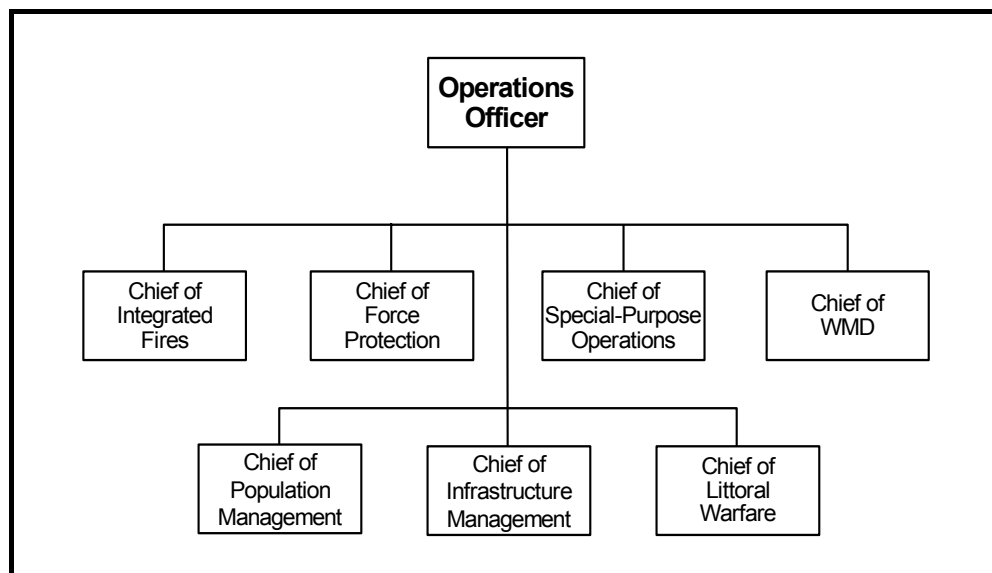 Operations
Officer
Chief of
Integrated
Fires
Chief of
Force
Protection
Chief of
Special-Purpose
Operations
Chief of
WMD
Chief of
Population
Management
Chief of
Infrastructure
Management
Chief of
Littoral
Warfare